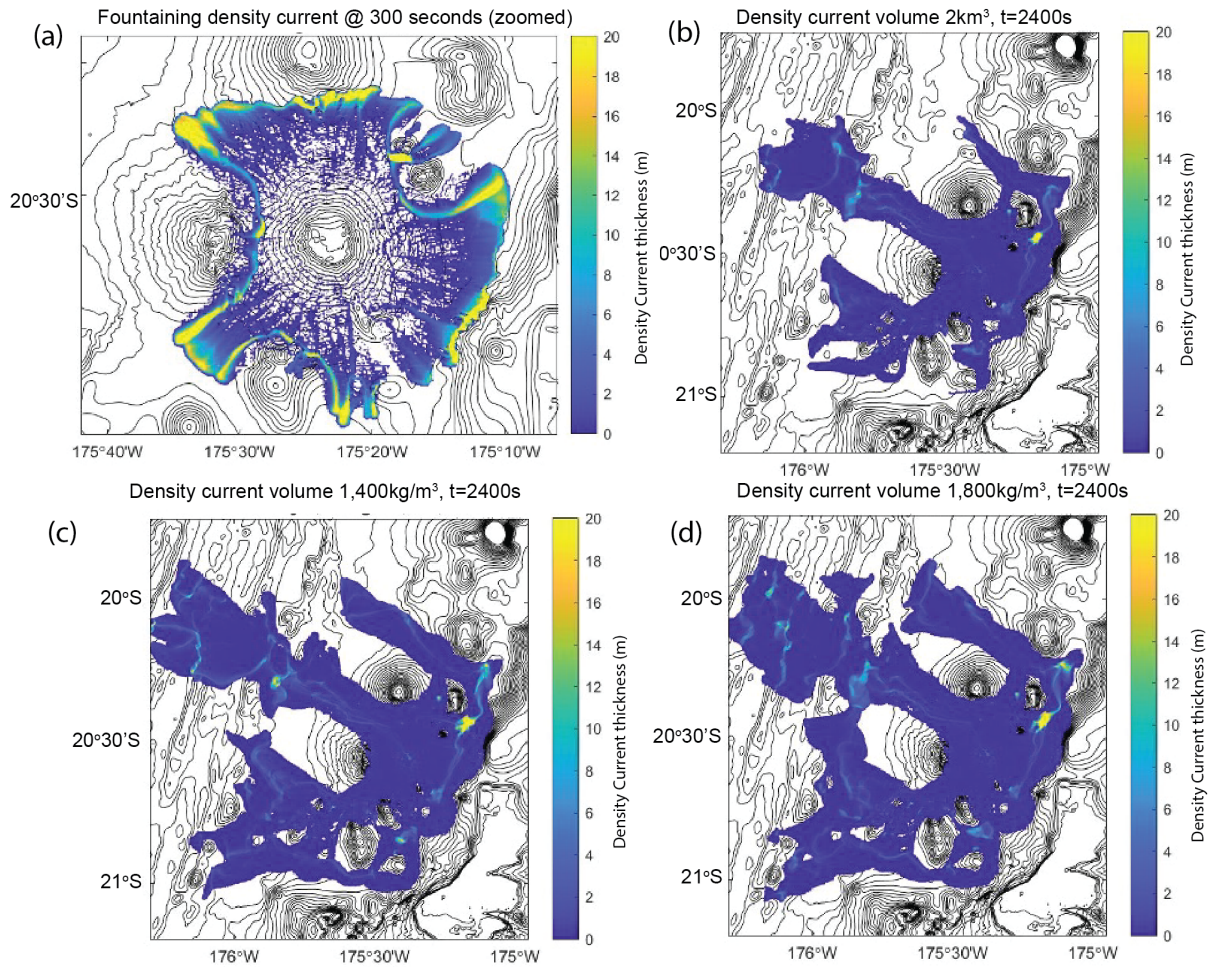 Fountaining density current @ 300 seconds (zoomed)
(a)
20°30'S
175°40'W 175°30'W 175°20'W 175°10'W
20
18
16
14
12
10
8
6
4
2
0
Density Current thickness (m)
Density current volume 2km³, t=2400s
(b)
20°S
0°30'S
21°S
176°W 175°30'W 175°W
20
18
16
14
12
10
8
6
4
2
0
Density Current thickness (m)
Density current volume 1,400kg/m³, t=2400s
(c)
20°S
20°30'S
21°S
176°W 175°30'W 175°W
20
18
16
14
12
10
8
6
4
2
0
Density Current thickness (m)
Density current volume 1,800kg/m³, t=2400s
(d)
20°S
20°30'S
21°S
176°W 175°30'W 175°W
20
18
16
14
12
10
8
6
4
2
0
Density Current thickness (m)